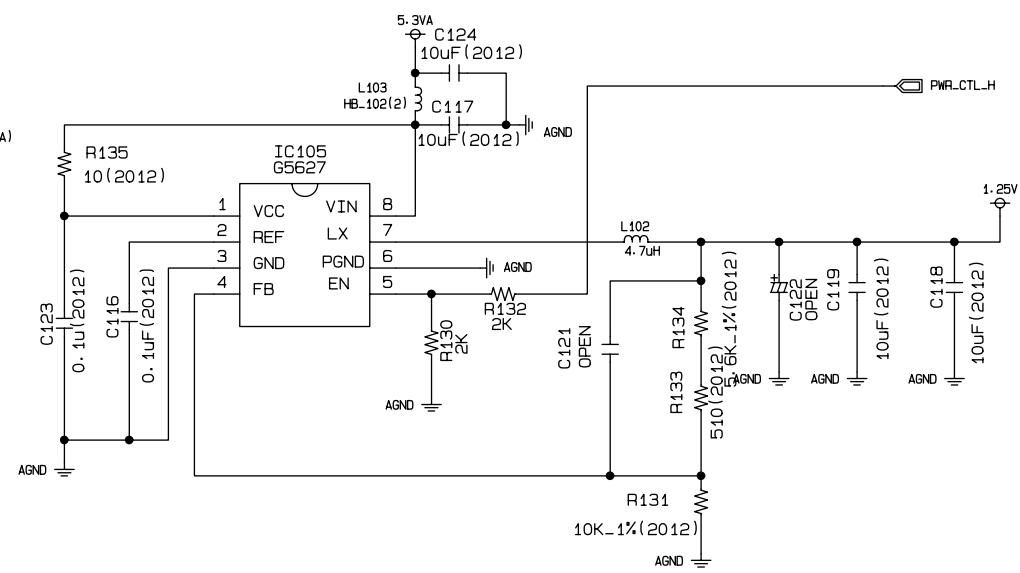 5.3VA
C124
10uF(2012)
L103
HB_102(2)
C117
10uF(2012)
AGND
PWR_CTL_H
A)
R135
10(2012)
IC105
G5627
1
VCC
VIN
8
2
REF
LX
7
3
GND
PGND
6
AGND
4
FB
EN
5
L102
4.7uH
1.25V
R132
2K
R130
2K
AGND
C123
0.1u(2012)
C116
0.1uF(2012)
AGND
C121
OPEN
R134
5.6K_1%(2012)
R133
510(2012)
C122
OPEN
AGND
C119
10uF(2012)
AGND
C118
10uF(2012)
AGND
R131
10K_1%(2012)
AGND